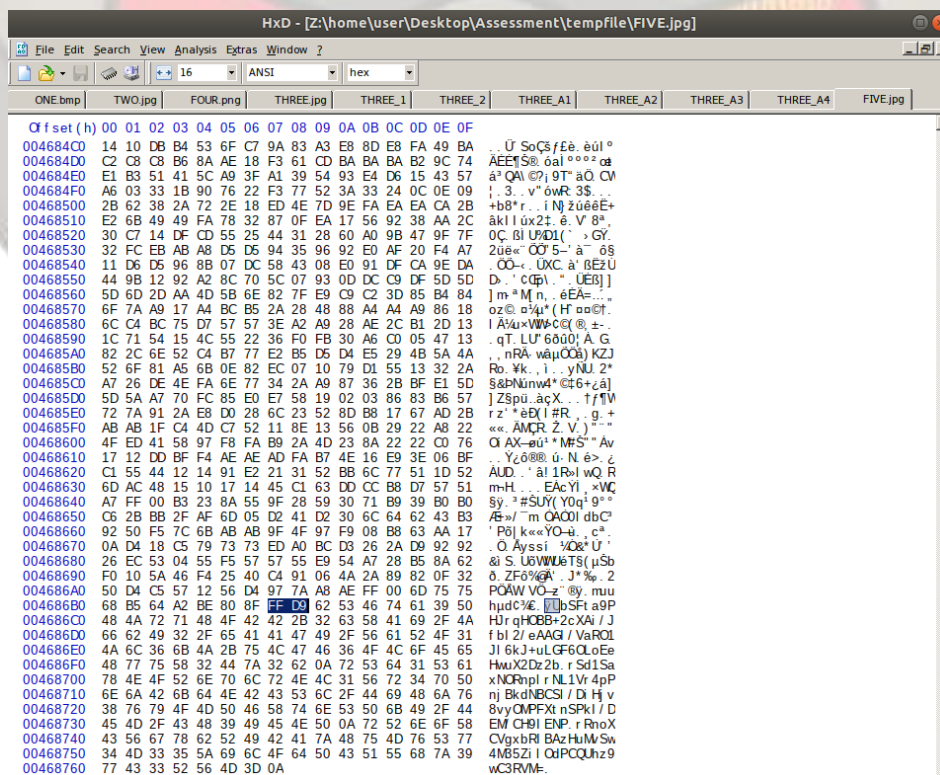 HxD - [Z:\home\user\Desktop\Assessment\tempfile\FIVE.jpg]
File Edit Search View Analysis Extras Window ?
16 ANSI hex
ONE.bmp TWO.jpg FOUR.png THREE.jpg THREE_1 THREE_2 THREE_A1 THREE_A2 THREE_A3 THREE_A4 FIVE.jpg
Offset(h) 00 01 02 03 04 05 06 07 08 09 0A 0B 0C 0D 0E 0F
004684C0 14 10 DB B4 53 6F C7 9A 83 A3 E8 8D E8 FA 49 BA
004684D0 C2 C8 C8 B6 8A AE 18 F3 61 CD BA BA BA B2 9C 74
004684E0 E1 B3 51 41 5C A9 3F A1 39 54 93 E4 D6 15 43 57
004684F0 A6 03 33 1B 90 76 22 F3 77 52 3A 33 24 0C 0E 09
00468500 2B 62 38 2A 72 2E 18 ED 4E 7D 9E FA EA EA CA 2B
00468510 E2 6B 49 49 FA 78 32 87 0F EA 17 56 92 38 AA 2C
00468520 30 C7 14 DF CD 55 25 44 31 28 60 A0 9B 47 9F 7F
00468530 32 FC EB AB A8 D5 D5 94 35 96 92 E0 AF 20 F4 A7
00468540 11 D6 D5 96 8B 07 DC 58 43 08 E0 91 DF CA 9E DA
00468550 44 9B 12 92 A2 8C 70 5C 07 93 0D DC C9 DF 5D 5D
00468560 5D 6D 2D AA 4D 5B 6E 82 7F E9 C9 C2 3D 85 B4 84
00468570 6F 7A A9 17 A4 BC B5 2A 28 48 88 A4 A4 A9 86 18
00468580 6C C4 BC 75 D7 57 57 3E A2 A9 28 AE 2C B1 2D 13
00468590 1C 71 54 15 4C 55 22 36 F0 FB 30 A6 C0 05 47 13
004685A0 82 2C 6E 52 C4 B7 77 E2 B5 D5 D4 E5 29 4B 5A 4A
004685B0 52 6F 81 A5 6B 0E 82 EC 07 10 79 D1 55 13 32 2A
004685C0 A7 26 DE 4E FA 6E 77 34 2A A9 87 36 2B BF E1 5D
004685D0 5D 5A A7 70 FC 85 E0 E7 58 19 02 03 86 83 B6 57
004685E0 72 7A 91 2A E8 D0 28 6C 23 52 8D B8 17 67 AD 2B
004685F0 AB AB 1F C4 4D C7 52 11 8E 13 56 0B 29 22 A8 22
00468600 4F ED 41 58 97 F8 FA B9 2A 4D 23 8A 22 22 C0 76
00468610 17 12 DD BF F4 AE AE AD FA B7 4E 16 E9 3E 06 BF
00468620 C1 55 44 12 14 91 E2 21 31 52 BB 6C 77 51 1D 52
00468630 6D AC 48 15 10 17 14 45 C1 63 DD CC B8 D7 57 51
00468640 A7 FF 00 B3 23 8A 55 9F 28 59 30 71 B9 39 B0 B0
00468650 C6 2B BB 2F AF 6D 05 D2 41 D2 30 6C 64 62 43 B3
00468660 92 50 F5 7C 6B AB AB 9F 4F 97 F9 08 B8 63 AA 17
00468670 0A D4 18 C5 79 73 73 ED A0 BC D3 26 2A D9 92 92
00468680 26 EC 53 04 55 F5 57 57 55 E9 54 A7 28 B5 8A 62
00468690 F0 10 5A 46 F4 25 40 C4 91 06 4A 2A 89 82 0F 32
004686A0 50 D4 C5 57 12 56 D4 97 7A A8 AE FF 00 6D 75 75
004686B0 68 B5 64 A2 BE 80 8F FF D9 62 53 46 74 61 39 50
004686C0 48 4A 72 71 48 4F 42 42 2B 32 63 58 41 69 2F 4A HJrqHOBB+2cXAi/J
004686D0 66 62 49 32 2F 65 41 41 47 49 2F 56 61 52 4F 31 fbI2/eAAGI/VaRO1
004686E0 4A 6C 36 6B 4A 2B 75 4C 47 46 36 4F 4C 6F 45 65 Jl6kJ+uLGF6OLoEe
004686F0 48 77 75 58 32 44 7A 32 62 0A 72 53 64 31 53 61 HwuX2Dz2b.rSd1Sa
00468700 78 4E 4F 52 6E 70 6C 72 4E 4C 31 56 72 34 70 50 xNORnplrNL1Vr4pP
00468710 6E 6A 42 6B 64 4E 42 43 53 6C 2F 44 69 48 6A 76 njBkdNBCSl/DiHjv
00468720 38 76 79 4F 4D 50 46 58 74 6E 53 50 6B 49 2F 44 8vyOMPFXtnSPkI/D
00468730 45 4D 2F 43 48 39 49 45 4E 50 0A 72 52 6E 6F 58 EM/CH9IENP.rRnoX
00468740 43 56 67 78 62 52 49 42 41 7A 48 75 4D 76 53 77 CVgxbRIBAzHuMvSw
00468750 34 4D 33 35 5A 69 6C 4F 64 50 43 51 55 68 7A 39 4M35ZilOdPCQUhz9
00468760 77 43 33 52 56 4D 3D 0A wC3RVM=.